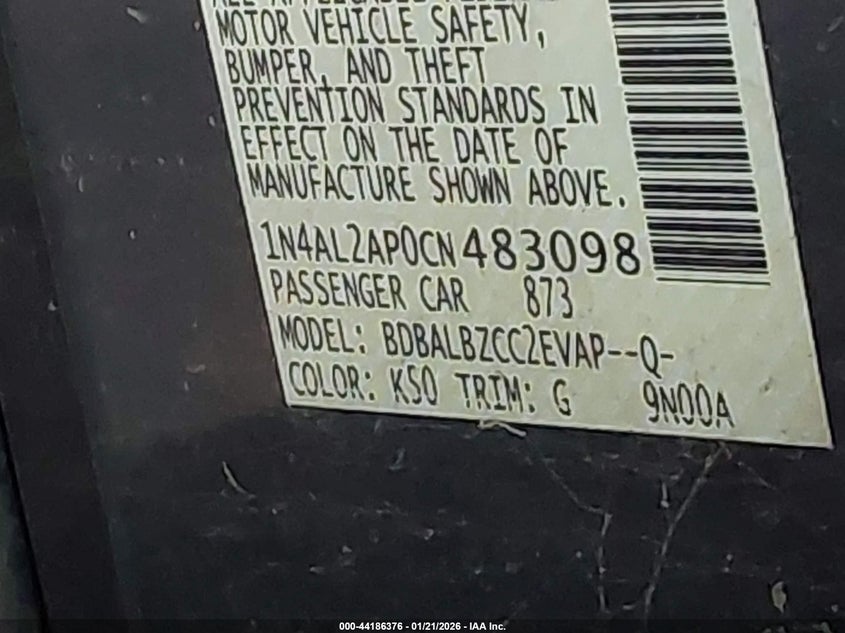 MOTOR VEHICLE SAFETY,
BUMPER, AND THEFT
PREVENTION STANDARDS IN
EFFECT ON THE DATE OF
MANUFACTURE SHOWN ABOVE.
1N4AL2AP0CN483098
PASSENGER CAR 873
MODEL: BDBALBZCC2EVAP--Q-
COLOR: K50 TRIM: G 9N00A
000-44186376 - 01/21/2026 - IAA Inc.